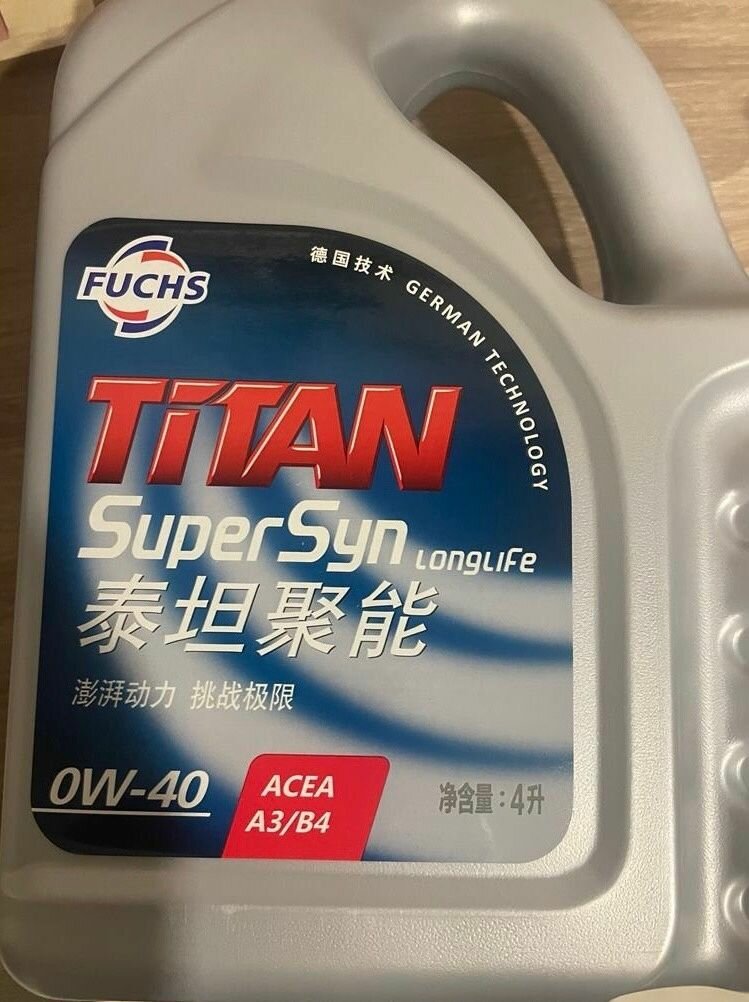 FUCHS
德国技术 GERMAN TECHNOLOGY
TiTAN
SuperSyn LONGLIFE
泰坦聚能
澎湃动力 挑战极限
0W-40
ACEA
A3/B4
净含量：4升